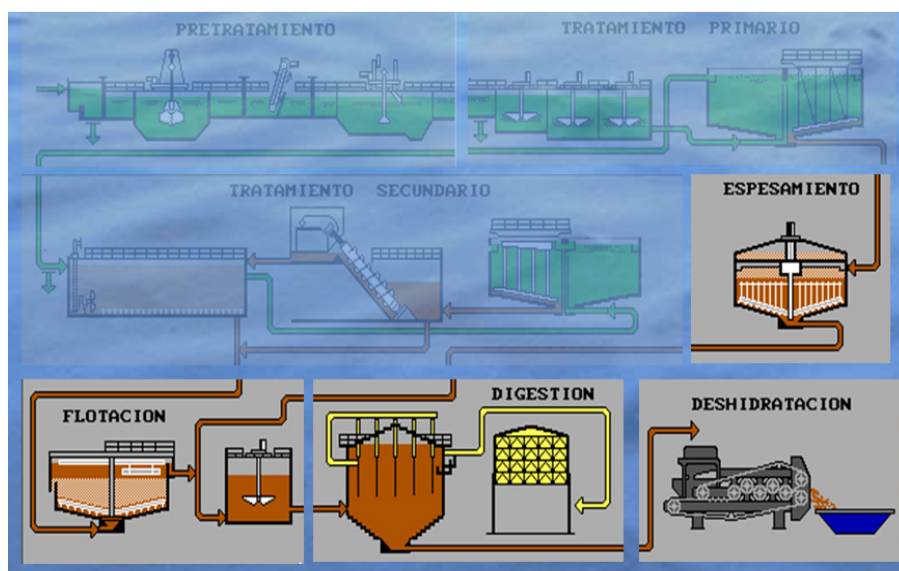 PRETRATAMIENTO
TRATAMIENTO PRIMARIO
TRATAMIENTO SECUNDARIO
ESPESAMIENTO
FLOTACION
DIGESTION
DESHIDRATACION